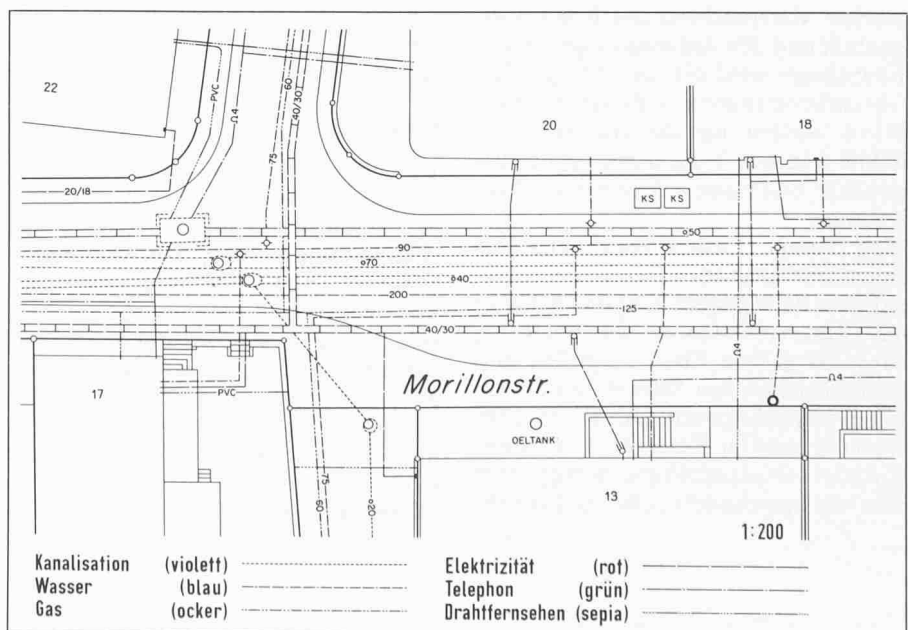 22
PVC
Ω4
60
40/30
75
20
18
20/18
KS KS
90
ø50
ø70
ø40
200
125
40/30
Ω4
Ω4
17
PVC
Morillonstr.
OELTANK
75
60
ø20
13
1:200
Kanalisation (violett)
Wasser (blau)
Gas (ocker)
Elektrizität (rot)
Telephon (grün)
Drahtfernsehen (sepia)